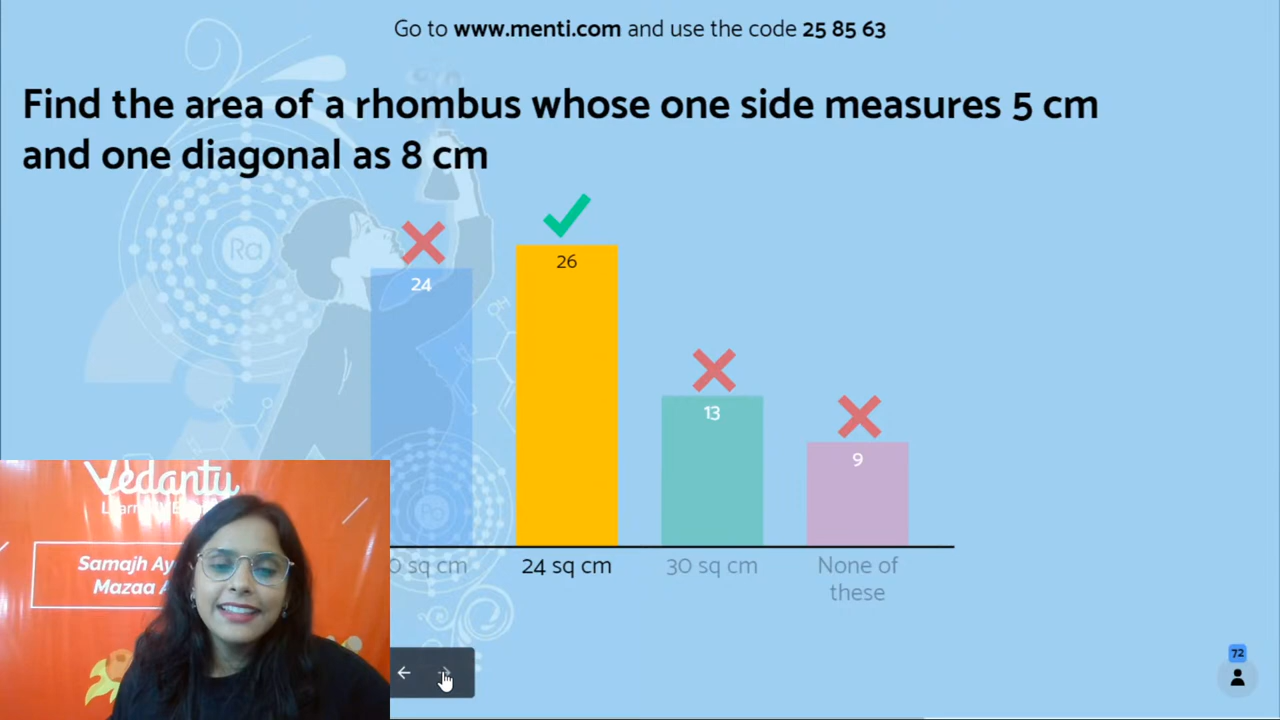 Go to www.menti.com and use the code 25 85 63
Find the area of a rhombus whose one side measures 5 cm
and one diagonal as 8 cm
Ra
24
26
13
9
sq cm
24 sq cm
30 sq cm
None of
these
Vedantu
Samajh
Mazaa
72